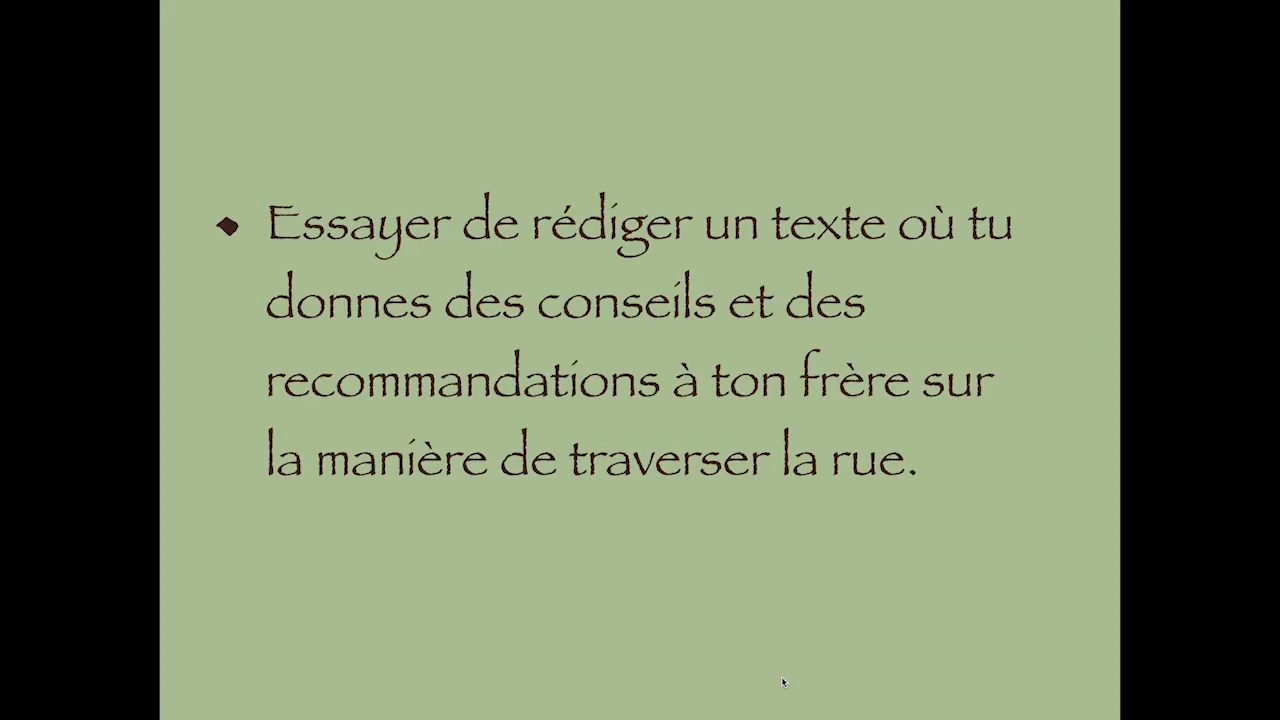 Essayer de rédiger un texte où tu
donnes des conseils et des
recommandations à ton frère sur
la manière de traverser la rue.